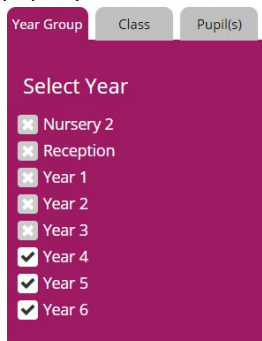 Year Group Class Pupil(s)
Select Year
Nursery 2
Reception
Year 1
Year 2
Year 3
Year 4
Year 5
Year 6